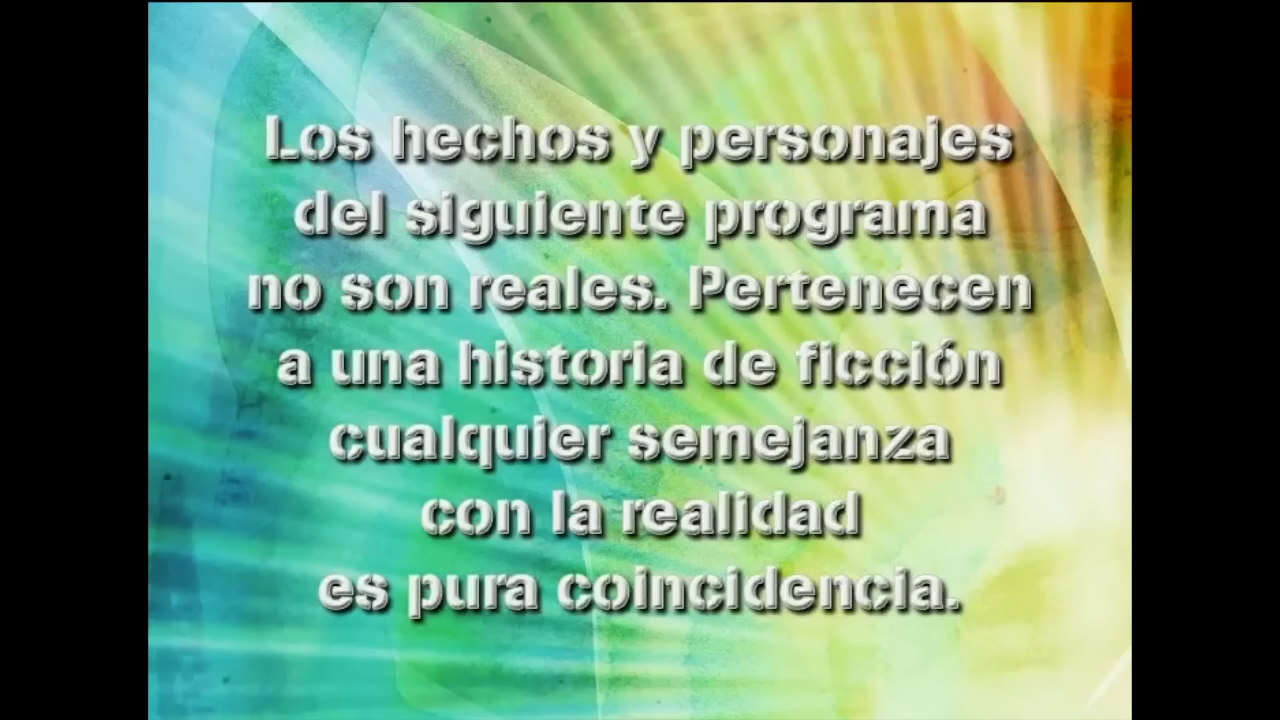 Los hechos y personajes
del siguiente programa
no son reales. Pertenecen
a una historia de ficción
cualquier semejanza
con la realidad
es pura coincidencia.